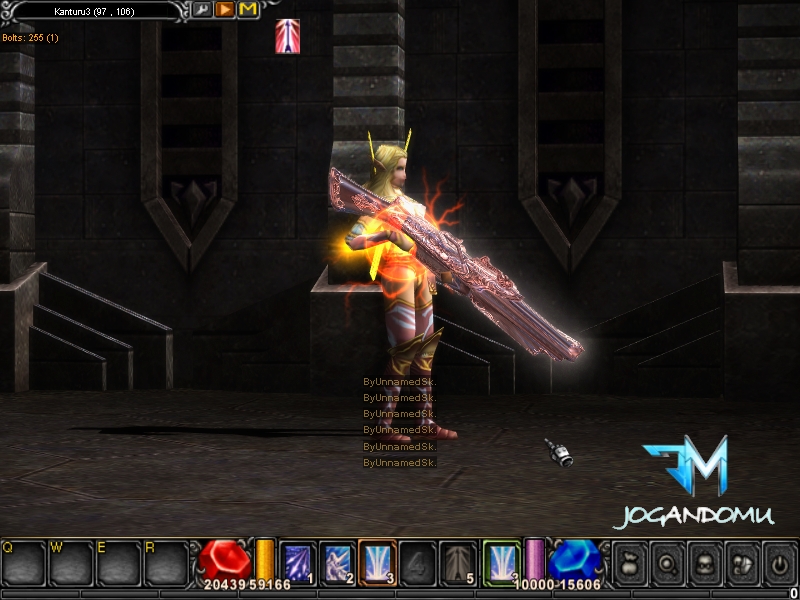 Kanturu3 (97 , 106)
M
Bolts: 255 (1)
ByUnnamedSk.
ByUnnamedSk.
ByUnnamedSk.
ByUnnamedSk.
ByUnnamedSk.
ByUnnamedSk.
JM
JOGANDOMU
Q W E R
1 2 3 4 5 3
20439 59166 10000 15606
0